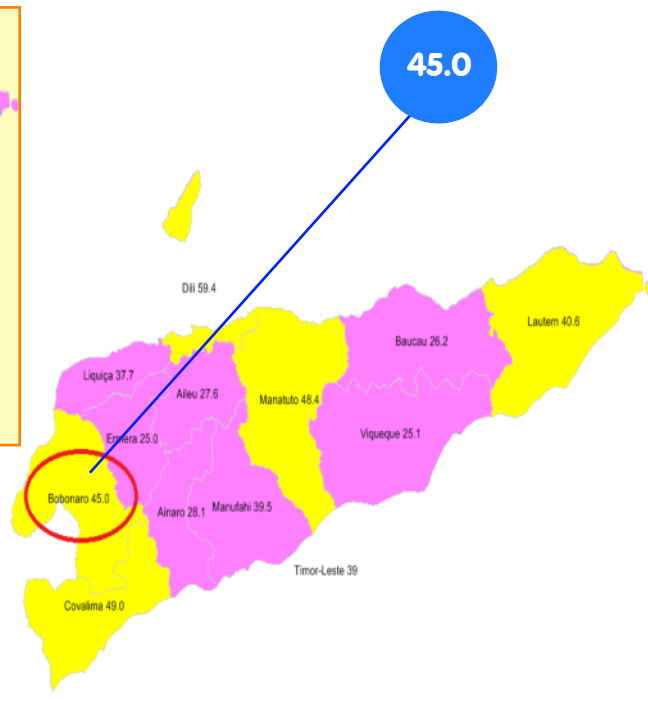 45.0
Dili 59.4
Lautem 40.6
Baucau 26.2
Liquiça 37.7
Aileu 27.6
Manatuto 48.4
Viqueque 25.1
Ermera 25.0
Bobonaro 45.0
Ainaro 28.1
Manufahi 39.5
Timor-Leste 39
Covalima 49.0